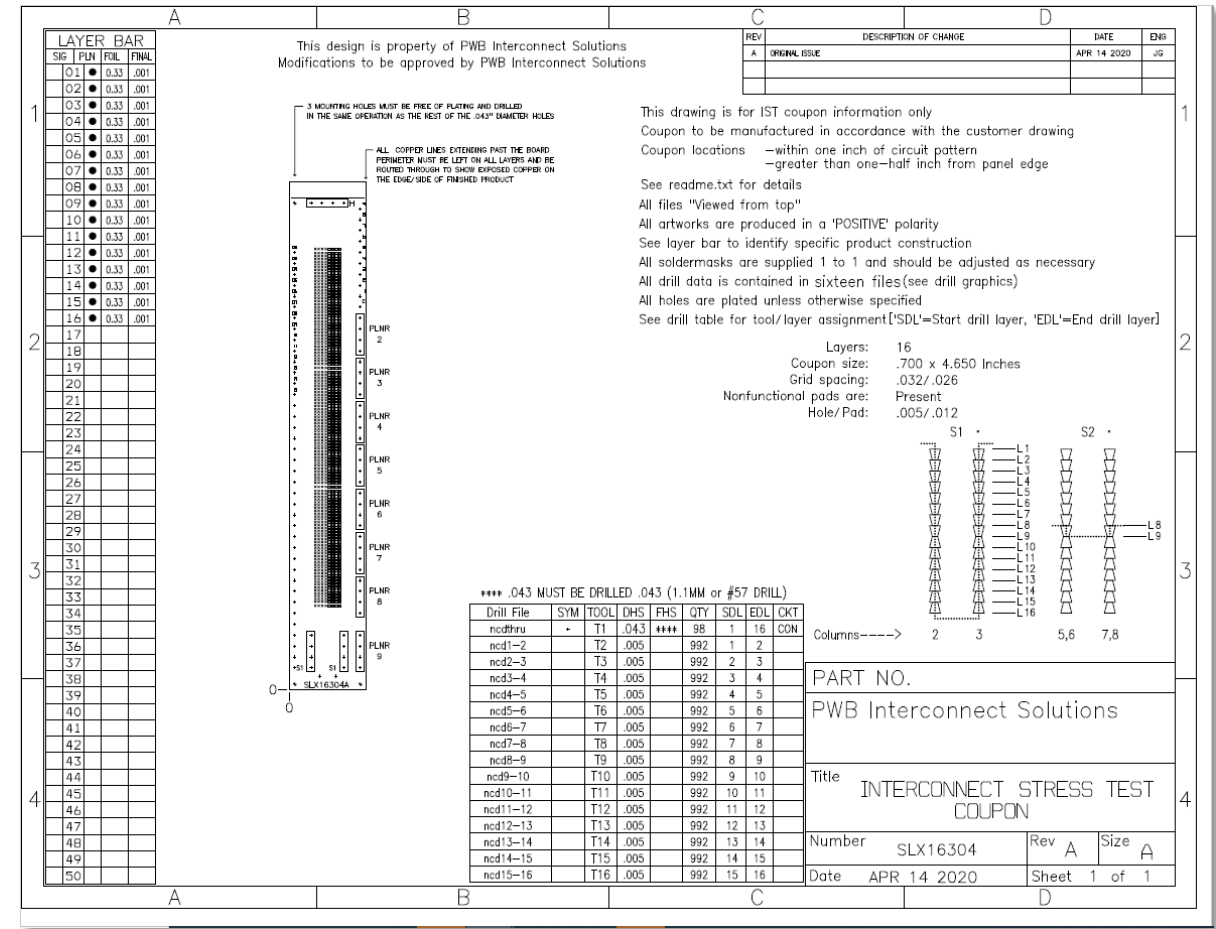 A B C D
LAYER BAR
SIG PLN FOIL FINAL
01 ● 0.33 .001
02 ● 0.33 .001
03 ● 0.33 .001
04 ● 0.33 .001
05 ● 0.33 .001
06 ● 0.33 .001
07 ● 0.33 .001
08 ● 0.33 .001
09 ● 0.33 .001
10 ● 0.33 .001
11 ● 0.33 .001
12 ● 0.33 .001
13 ● 0.33 .001
14 ● 0.33 .001
15 ● 0.33 .001
16 ● 0.33 .001
17
18
19
20
21
22
23
24
25
26
27
28
29
30
31
32
33
34
35
36
37
38
39
40
41
42
43
44
45
46
47
48
49
50
1
2
3
4
This design is property of PWB Interconnect Solutions
Modifications to be approved by PWB Interconnect Solutions
3 MOUNTING HOLES MUST BE FREE OF PLATING AND DRILLED
IN THE SAME OPERATION AS THE REST OF THE .043" DIAMETER HOLES
ALL COPPER LINES EXTENDING PAST THE BOARD
PERIMETER MUST BE LEFT ON ALL LAYERS AND BE
ROUTED THROUGH TO SHOW EXPOSED COPPER ON
THE EDGE/SIDE OF FINISHED PRODUCT
H
PLNR
2
PLNR
3
PLNR
4
PLNR
5
PLNR
6
PLNR
7
PLNR
8
PLNR
9
S1 S1
SLX16304A
0
0
REV DESCRIPTION OF CHANGE DATE ENG
A ORIGINAL ISSUE APR 14 2020 JG
This drawing is for IST coupon information only
Coupon to be manufactured in accordance with the customer drawing
Coupon locations –within one inch of circuit pattern
–greater than one–half inch from panel edge
See readme.txt for details
All files "Viewed from top"
All artworks are produced in a 'POSITIVE' polarity
See layer bar to identify specific product construction
All soldermasks are supplied 1 to 1 and should be adjusted as necessary
All drill data is contained in sixteen files(see drill graphics)
All holes are plated unless otherwise specified
See drill table for tool/layer assignment['SDL'=Start drill layer, 'EDL'=End drill layer]
Layers: 16
Coupon size: .700 x 4.650 Inches
Grid spacing: .032/.026
Nonfunctional pads are: Present
Hole/Pad: .005/.012
S1 S2
L1
L2
L3
L4
L5
L6
L7
L8
L9
L10
L11
L12
L13
L14
L15
L16
L8
L9
Columns––––> 2 3 5,6 7,8
**** .043 MUST BE DRILLED .043 (1.1MM or #57 DRILL)
Drill File SYM TOOL DHS FHS QTY SDL EDL CKT
ncdthru + T1 .043 **** 98 1 16 CON
ncd1–2 T2 .005 992 1 2
ncd2–3 T3 .005 992 2 3
ncd3–4 T4 .005 992 3 4
ncd4–5 T5 .005 992 4 5
ncd5–6 T6 .005 992 5 6
ncd6–7 T7 .005 992 6 7
ncd7–8 T8 .005 992 7 8
ncd8–9 T9 .005 992 8 9
ncd9–10 T10 .005 992 9 10
ncd10–11 T11 .005 992 10 11
ncd11–12 T12 .005 992 11 12
ncd12–13 T13 .005 992 12 13
ncd13–14 T14 .005 992 13 14
ncd14–15 T15 .005 992 14 15
ncd15–16 T16 .005 992 15 16
PART NO.
PWB Interconnect Solutions
Title INTERCONNECT STRESS TEST
COUPON
Number SLX16304 Rev A Size A
Date APR 14 2020 Sheet 1 of 1
1
2
3
4
A B C D